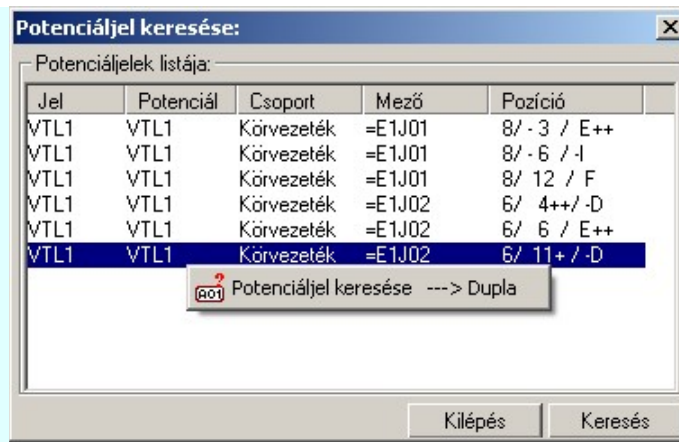 Potenciáljel keresése:
Potenciáljelek listája:
Jel Potenciál Csoport Mező Pozíció
VTL1 VTL1 Körvezeték =E1J01 8/ - 3 / E++
VTL1 VTL1 Körvezeték =E1J01 8/ - 6 / -I
VTL1 VTL1 Körvezeték =E1J01 8/ 12 / F
VTL1 VTL1 Körvezeték =E1J02 6/ 4++/ -D
VTL1 VTL1 Körvezeték =E1J02 6/ 6 / E++
VTL1 VTL1 Körvezeték =E1J02 6/ 11+ / -D
A01 Potenciáljel keresése ---> Dupla
Kilépés Keresés